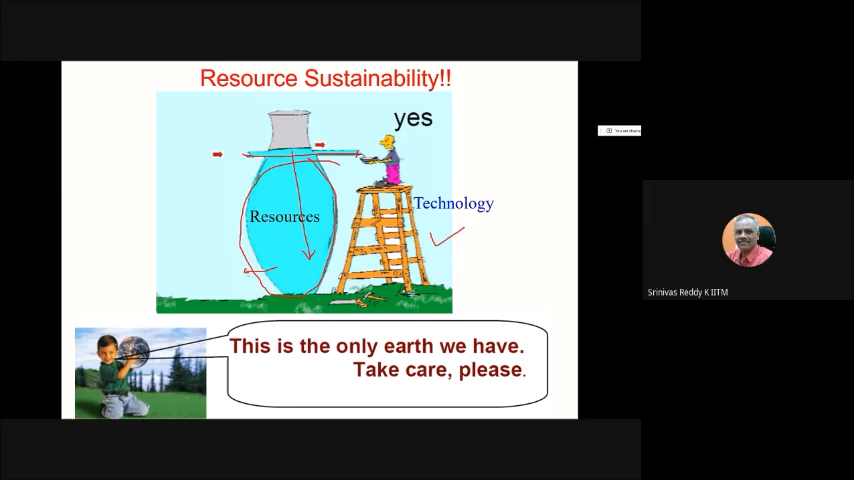 Resource Sustainability!!
yes
Technology
Resources
This is the only earth we have.
Take care, please.
Srinivas Reddy K IITM